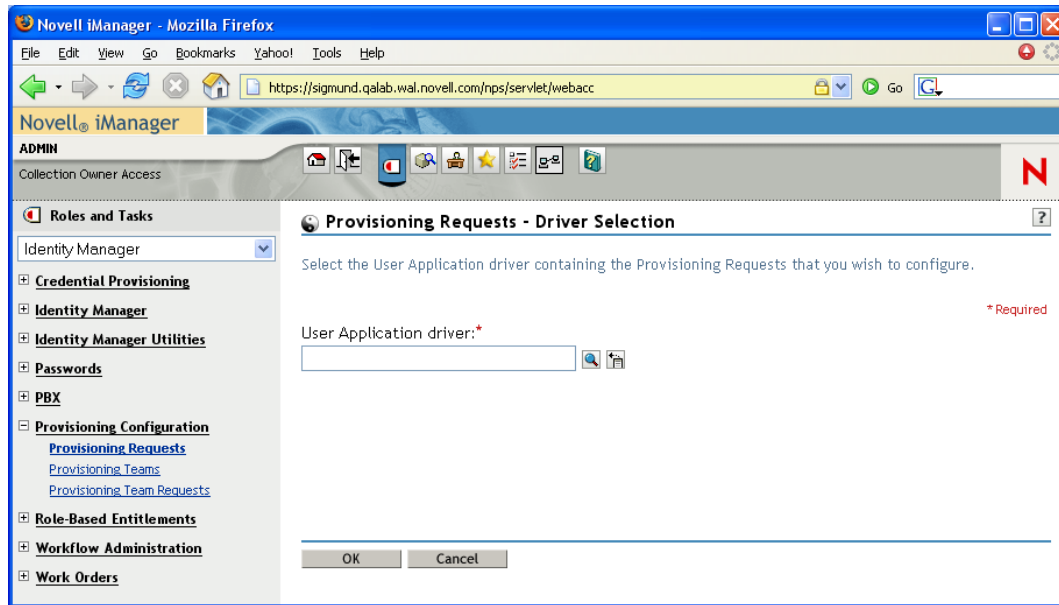 Novell iManager - Mozilla Firefox
File Edit View Go Bookmarks Yahoo! Tools Help
https://sigmund.qalab.wal.novell.com/nps/servlet/webacc Go G
Novell® iManager
ADMIN
Collection Owner Access
N
Roles and Tasks
Identity Manager
Credential Provisioning
Identity Manager
Identity Manager Utilities
Passwords
PBX
Provisioning Configuration
Provisioning Requests
Provisioning Teams
Provisioning Team Requests
Role-Based Entitlements
Workflow Administration
Work Orders
Provisioning Requests - Driver Selection ?
Select the User Application driver containing the Provisioning Requests that you wish to configure.
* Required
User Application driver:*
OK Cancel